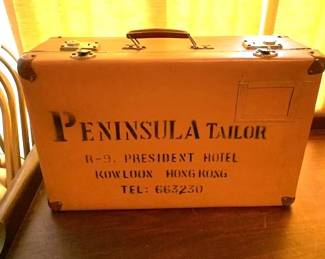 PENINSULA TAILOR
R-9. PRESIDENT HOTEL
KOWLOON HONG KONG
TEL: 663230